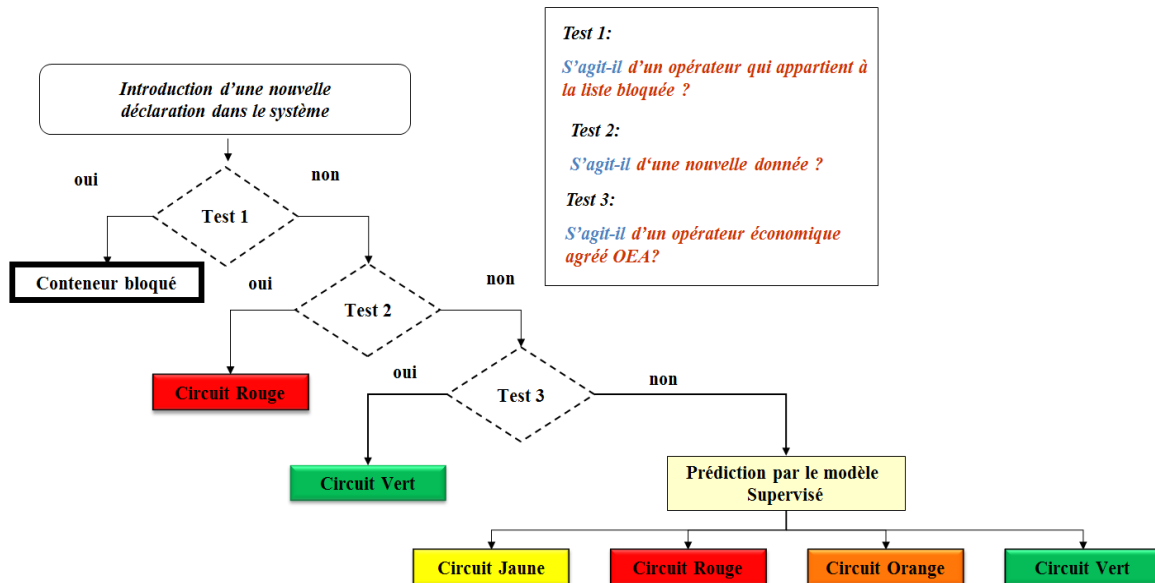 Introduction d'une nouvelle
déclaration dans le système
Test 1:
S'agit-il d'un opérateur qui appartient à
la liste bloquée ?
Test 2:
S'agit-il d'une nouvelle donnée ?
Test 3:
S'agit-il d'un opérateur économique
agréé OEA?
oui
non
Test 1
Conteneur bloqué
oui
non
Test 2
Circuit Rouge
oui
non
Test 3
Circuit Vert
Prédiction par le modèle
Supervisé
Circuit Jaune
Circuit Rouge
Circuit Orange
Circuit Vert